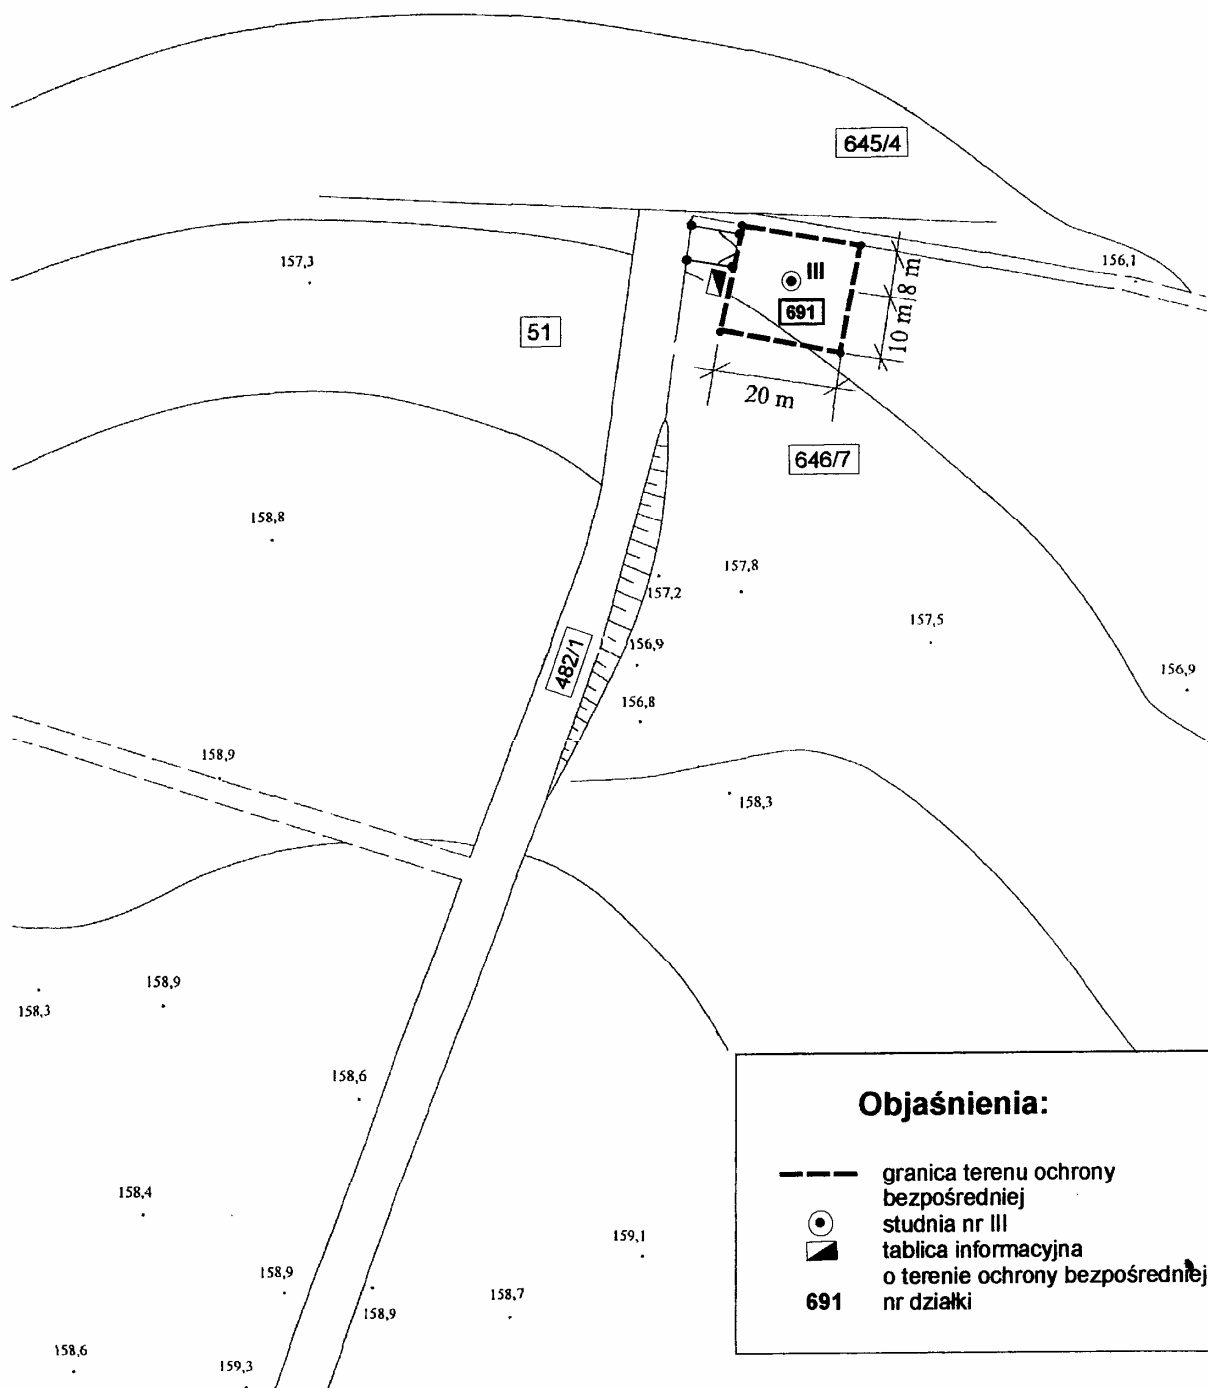 645/4
157,3
III
156,1
691
8 m
10 m
51
20 m
646/7
158,8
157,8
157,2
157,5
156,9
482/1
156,9
156,8
158,9
158,3
158,9
158,3
158,6
Objaśnienia:
granica terenu ochrony
bezpośredniej
studnia nr III
tablica informacyjna
o terenie ochrony bezpośredniej
691 nr działki
158,4
159,1
158,9
158,9
158,7
158,6
159,3